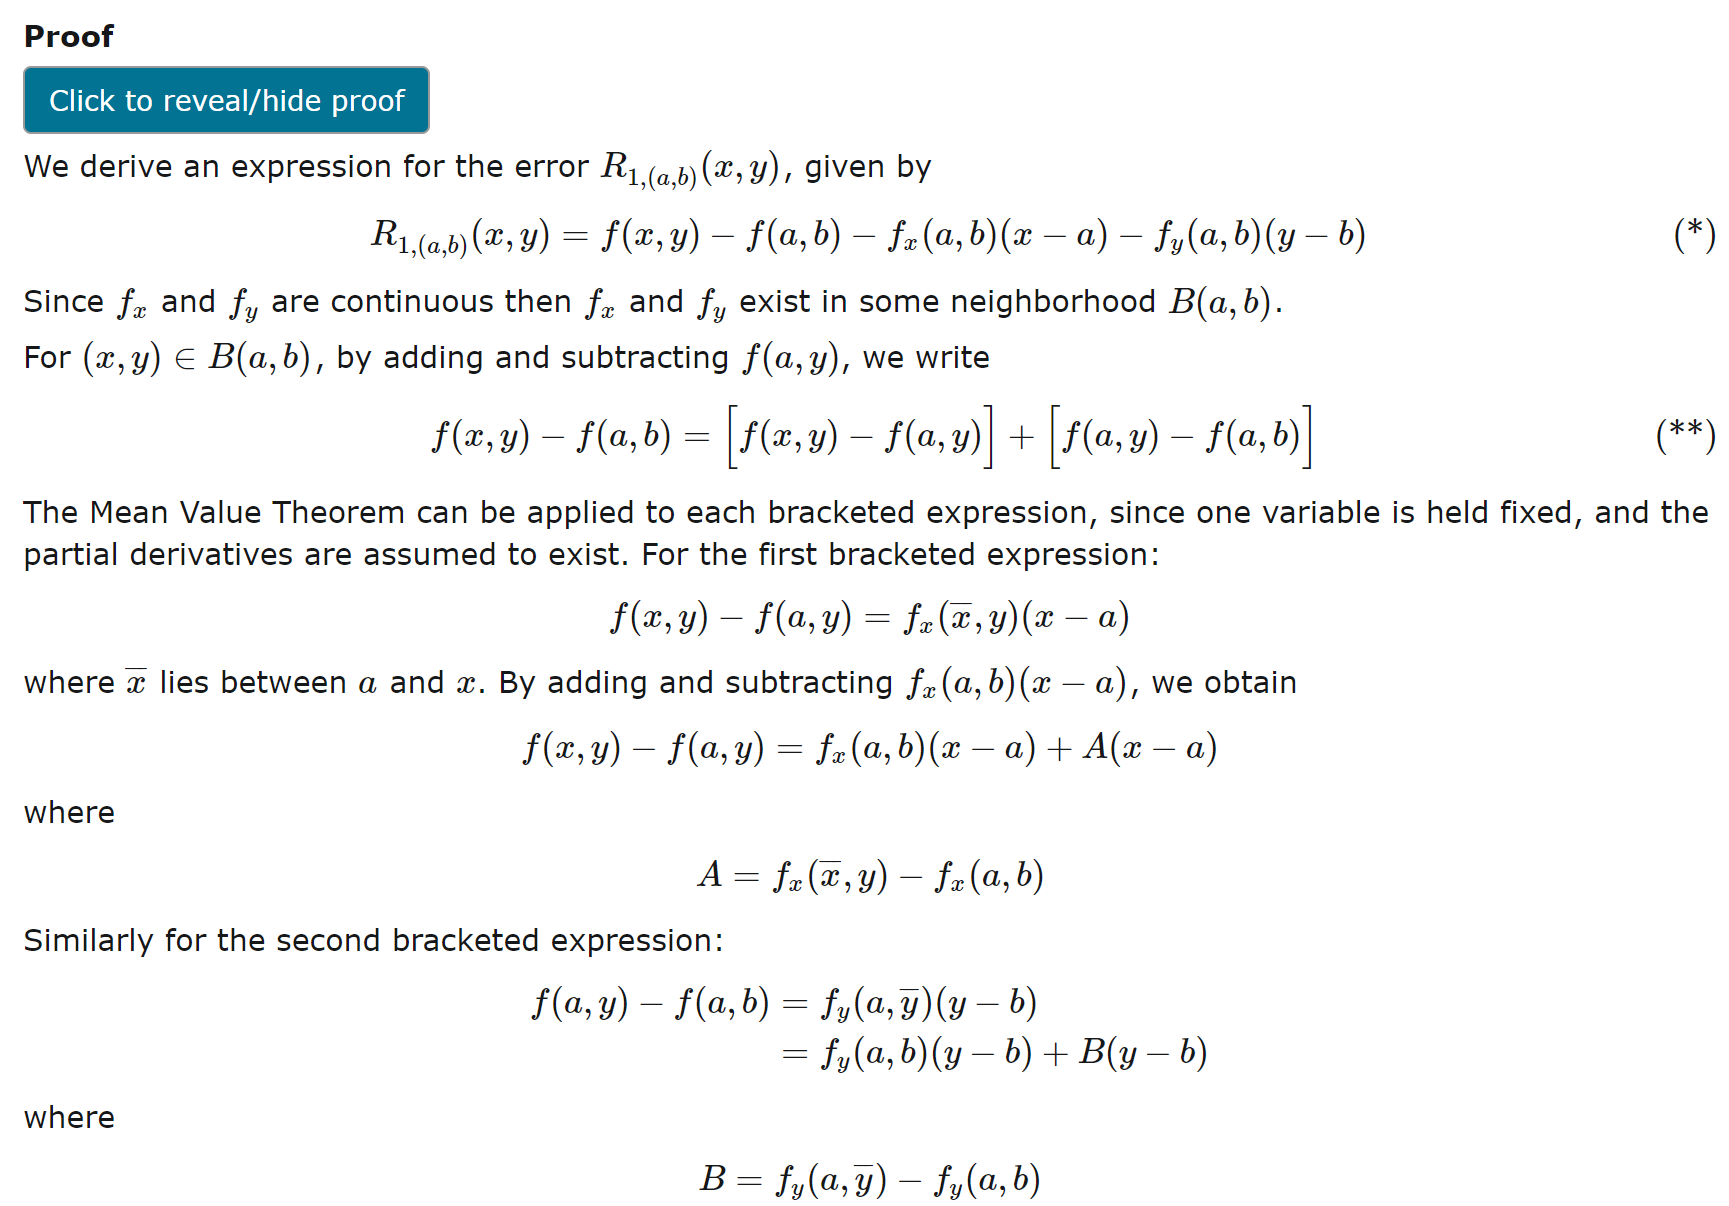 Proof
Click to reveal/hide proof
We derive an expression for the error $R_{1,(a,b)}(x,y)$, given by
$R_{1,(a,b)}(x,y) = f(x,y) - f(a,b) - f_x(a,b)(x-a) - f_y(a,b)(y-b)$ (*)
Since $f_x$ and $f_y$ are continuous then $f_x$ and $f_y$ exist in some neighborhood $B(a,b)$.
For $(x,y) \in B(a,b)$, by adding and subtracting $f(a,y)$, we write
$f(x,y) - f(a,b) = \Big[f(x,y) - f(a,y)\Big] + \Big[f(a,y) - f(a,b)\Big]$ (**)
The Mean Value Theorem can be applied to each bracketed expression, since one variable is held fixed, and the
partial derivatives are assumed to exist. For the first bracketed expression:
$f(x,y) - f(a,y) = f_x(\overline{x},y)(x-a)$
where $\overline{x}$ lies between $a$ and $x$. By adding and subtracting $f_x(a,b)(x-a)$, we obtain
$f(x,y) - f(a,y) = f_x(a,b)(x-a) + A(x-a)$
where
$A = f_x(\overline{x},y) - f_x(a,b)$
Similarly for the second bracketed expression:
$f(a,y) - f(a,b) = f_y(a,\overline{y})(y-b)$
$= f_y(a,b)(y-b) + B(y-b)$
where
$B = f_y(a,\overline{y}) - f_y(a,b)$